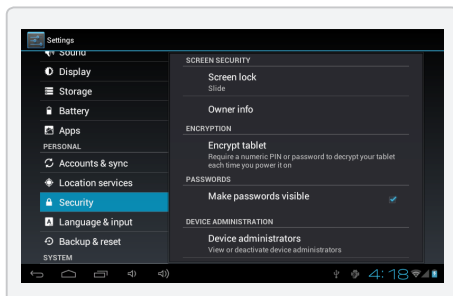 Settings
Sound
Display
Storage
Battery
Apps
PERSONAL
Accounts & sync
Location services
Security
Language & input
Backup & reset
SYSTEM
SCREEN SECURITY
Screen lock
Slide
Owner info
ENCRYPTION
Encrypt tablet
Require a numeric PIN or password to decrypt your tablet
each time you power it on
PASSWORDS
Make passwords visible
DEVICE ADMINISTRATION
Device administrators
View or deactivate device administrators
4:18